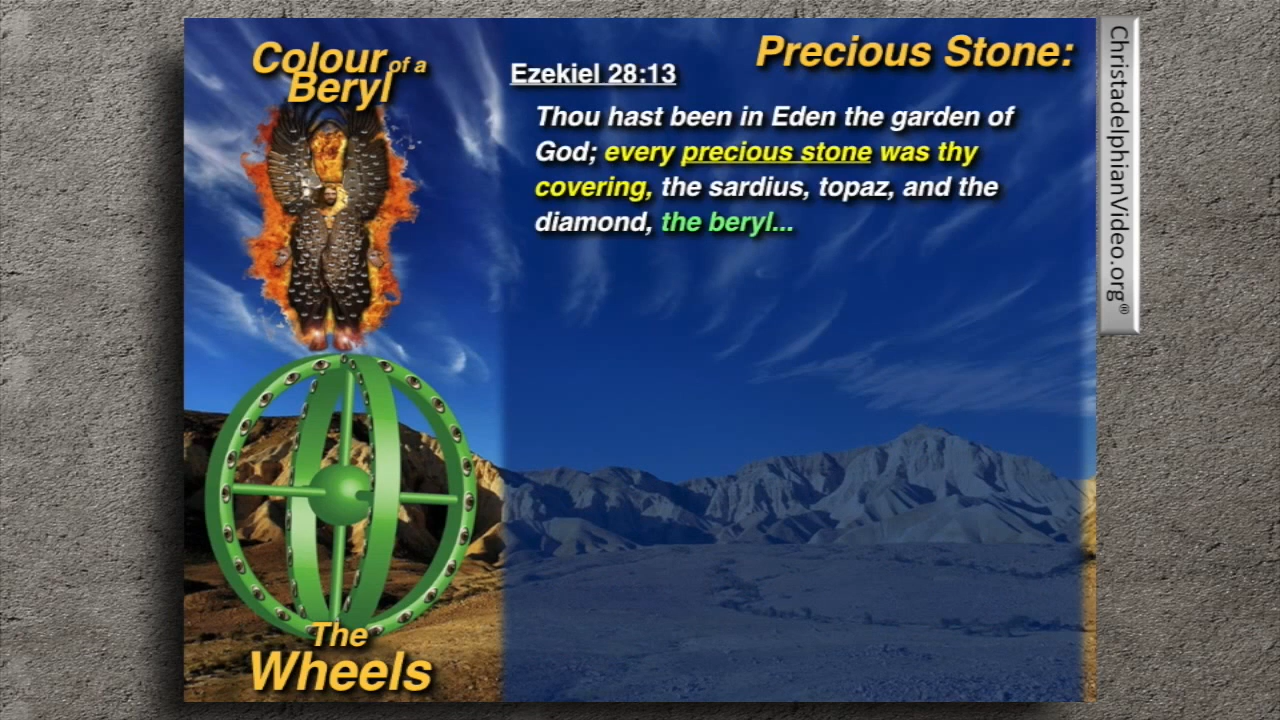 Colour of a
Beryl
Precious Stone:
Ezekiel 28:13
Thou hast been in Eden the garden of
God; every precious stone was thy
covering, the sardius, topaz, and the
diamond, the beryl...
The
Wheels
ChristadelphianVideo.org®